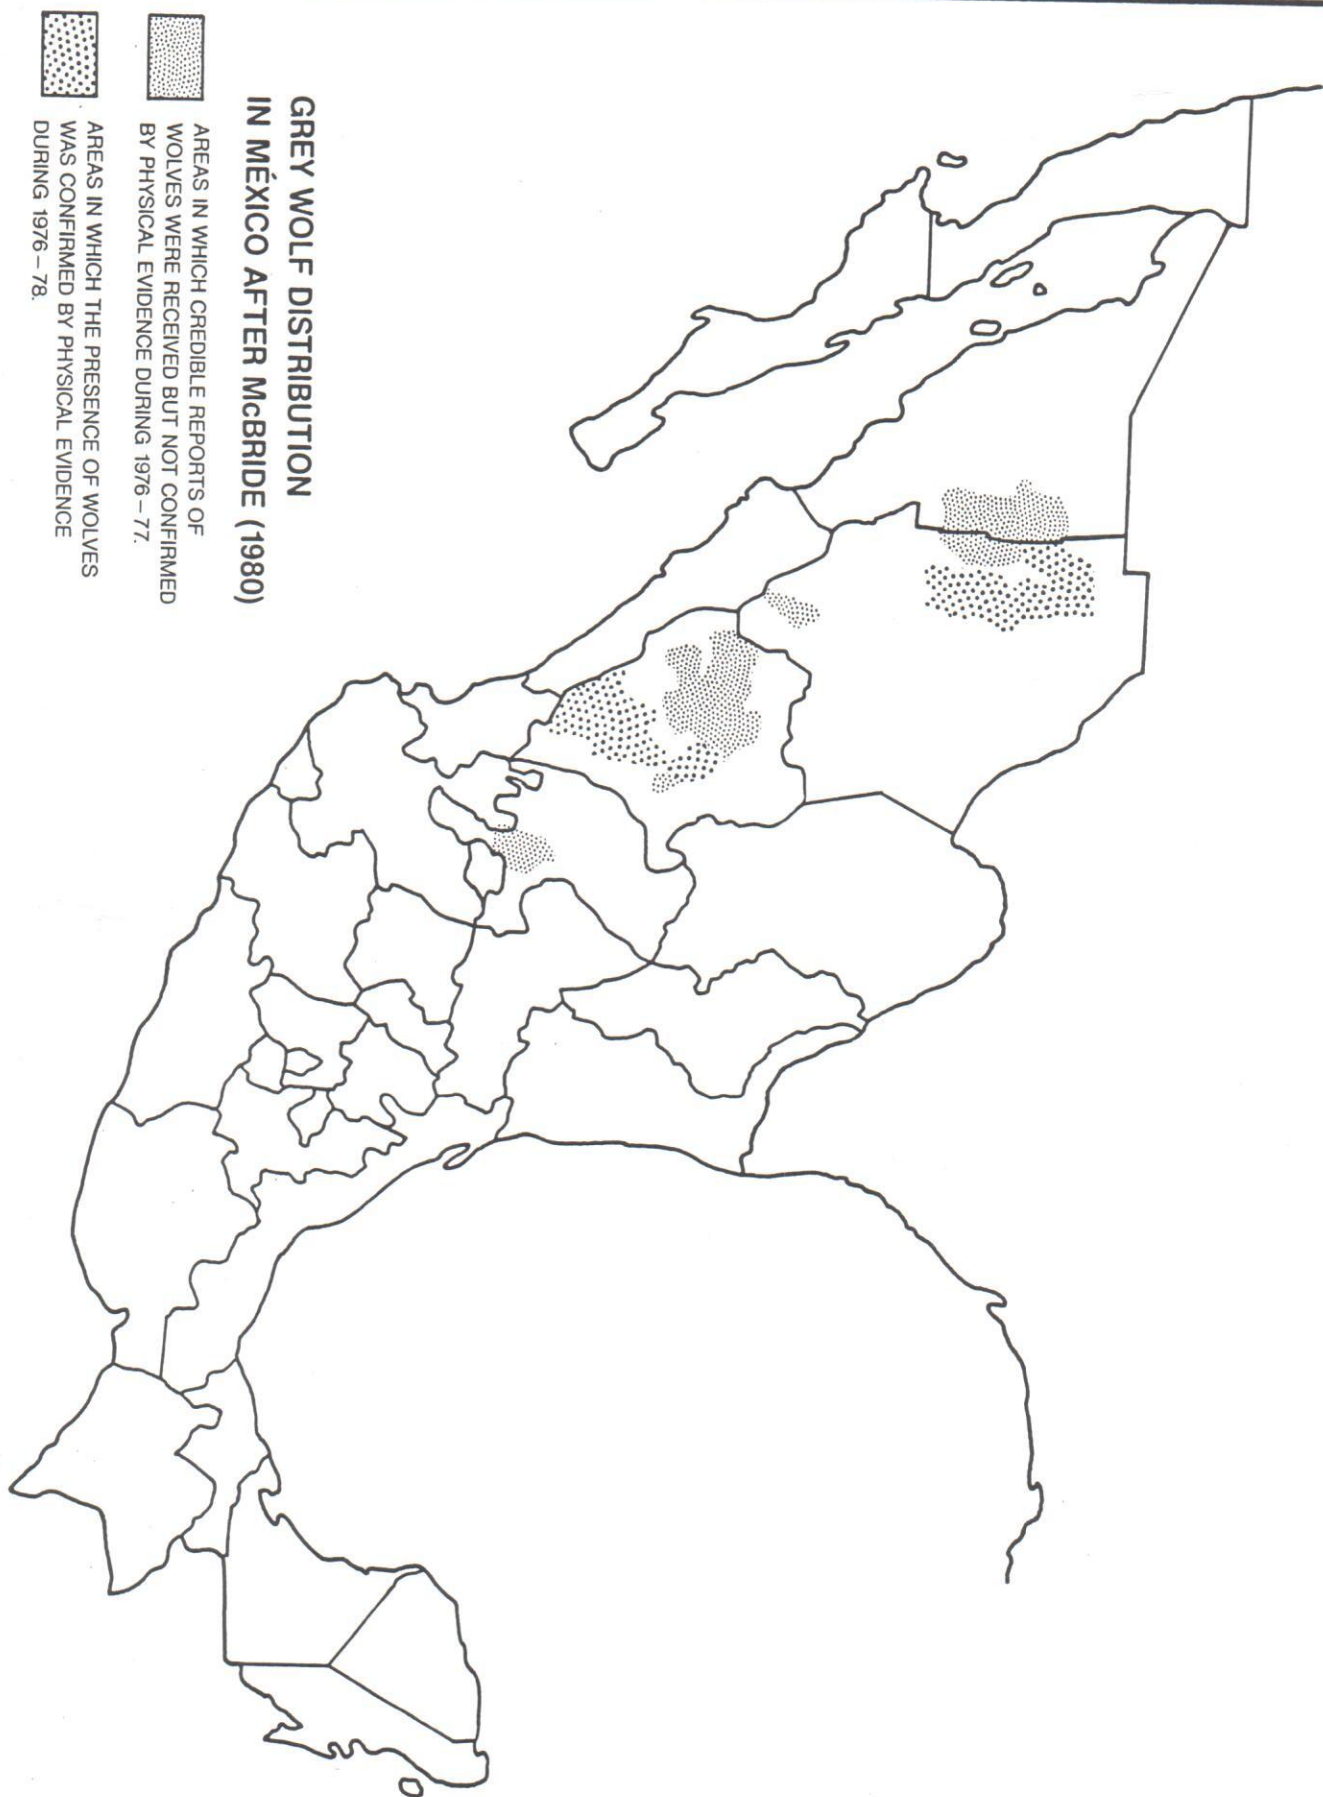 GREY WOLF DISTRIBUTION
IN MÉXICO AFTER McBRIDE (1980)
AREAS IN WHICH CREDIBLE REPORTS OF
WOLVES WERE RECEIVED BUT NOT CONFIRMED
BY PHYSICAL EVIDENCE DURING 1976–77.
AREAS IN WHICH THE PRESENCE OF WOLVES
WAS CONFIRMED BY PHYSICAL EVIDENCE
DURING 1976–78.